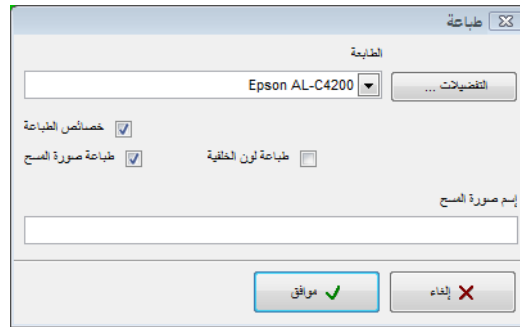 طباعة
الطابعة
Epson AL-C4200
التفضيلات ...
خصائص الطباعة
طباعة صورة المسح
طباعة لون الخلفية
إسم صورة المسح
موافق
إلغاء